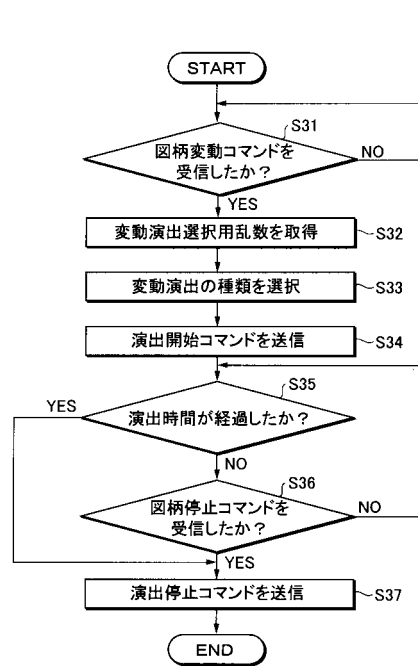 START
S31
図柄変動コマンドを
受信したか？
NO
YES
変動演出選択用乱数を取得
S32
変動演出の種類を選択
S33
演出開始コマンドを送信
S34
S35
YES
演出時間が経過したか？
NO
S36
図柄停止コマンドを
受信したか？
NO
YES
演出停止コマンドを送信
S37
END